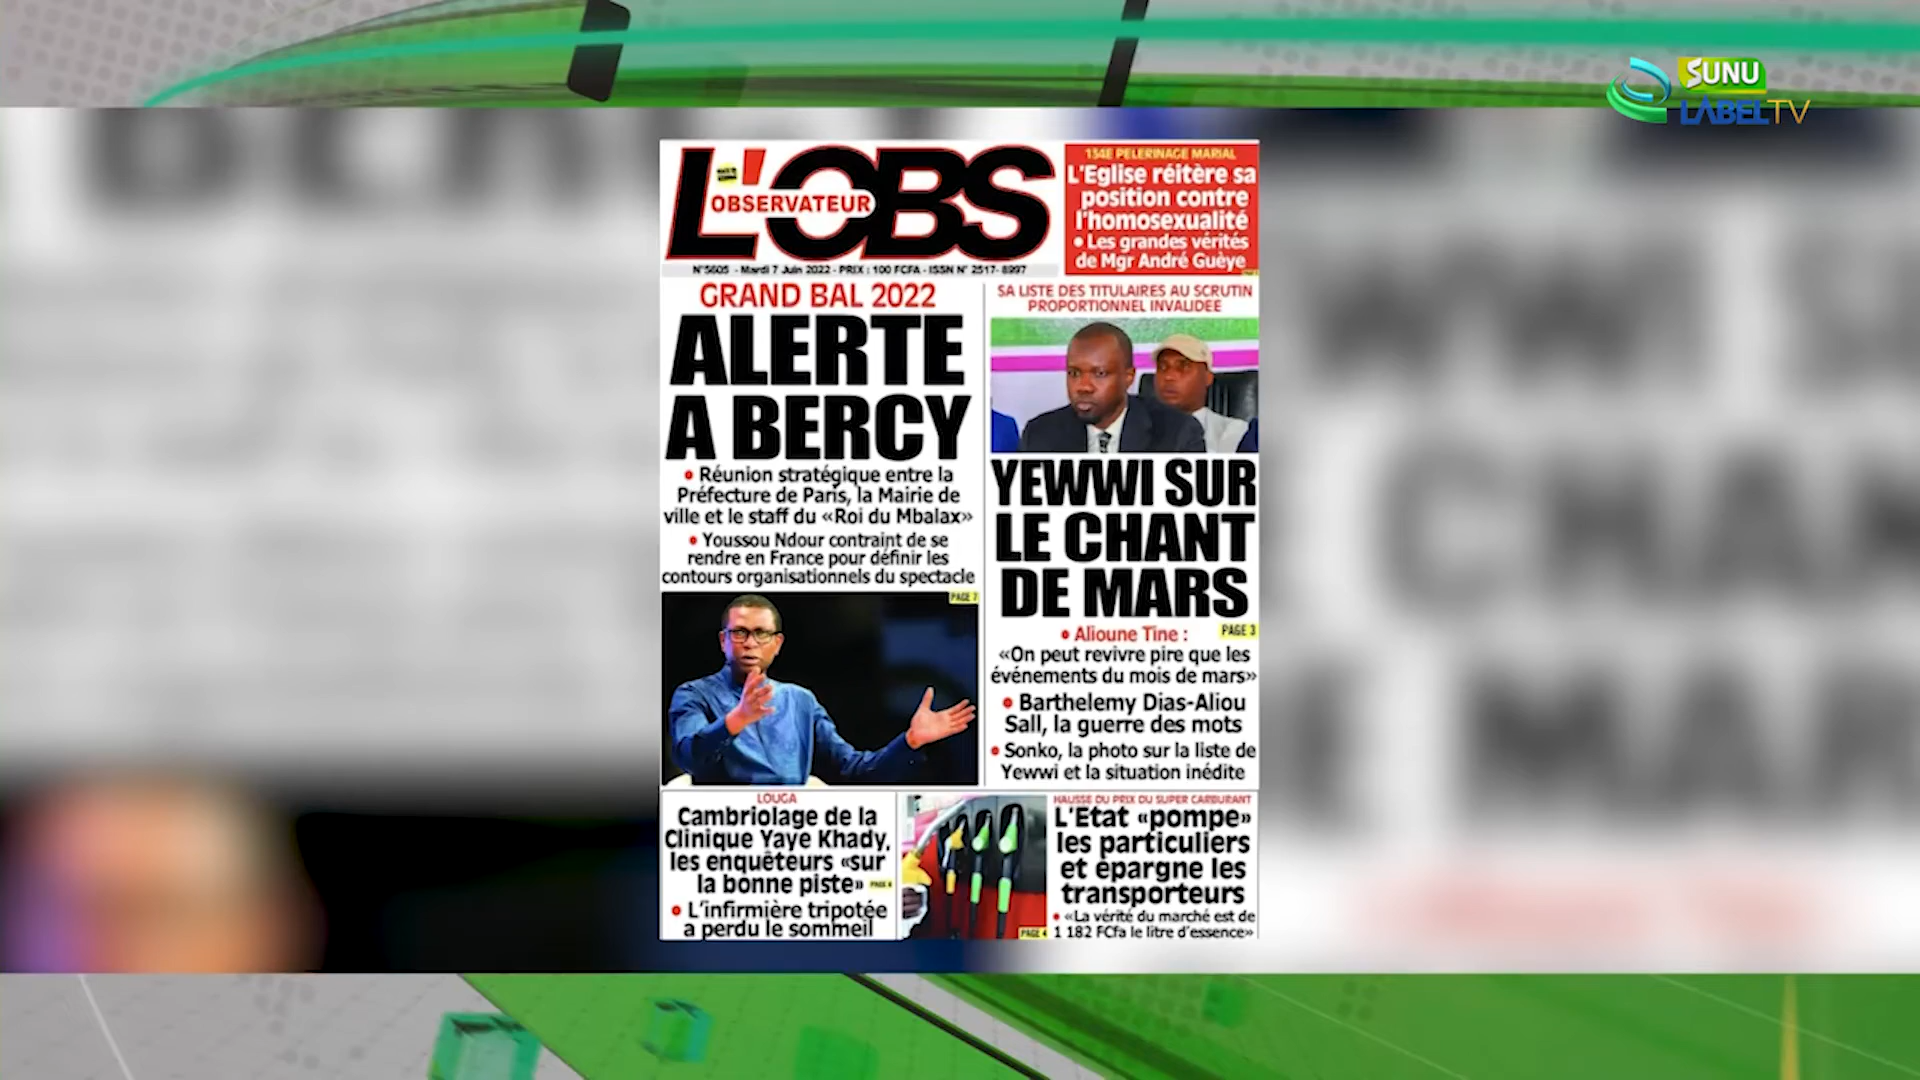 SUNU
LABEL TV
L'OBS
OBSERVATEUR
N°5605 - Mardi 7 Juin 2022 - PRIX : 100 FCFA - ISSN N° 2517- 8997
134E PELERINAGE MARIAL
L'Eglise réitère sa
position contre
l'homosexualité
• Les grandes vérités
de Mgr André Guèye
GRAND BAL 2022
ALERTE
A BERCY
• Réunion stratégique entre la
Préfecture de Paris, la Mairie de
ville et le staff du «Roi du Mbalax»
• Youssou Ndour contraint de se
rendre en France pour définir les
contours organisationnels du spectacle
PAGE 7
SA LISTE DES TITULAIRES AU SCRUTIN
PROPORTIONNEL INVALIDEE
YEWWI SUR
LE CHANT
DE MARS
PAGE 3
• Alioune Tine :
«On peut revivre pire que les
événements du mois de mars»
• Barthelemy Dias-Aliou
Sall, la guerre des mots
• Sonko, la photo sur la liste de
Yewwi et la situation inédite
LOUGA
Cambriolage de la
Clinique Yaye Khady,
les enquêteurs «sur
la bonne piste»
• L'infirmière tripotée
a perdu le sommeil
PAGE 4
HAUSSE DU PRIX DU SUPER CARBURANT
L'Etat «pompe»
les particuliers
et épargne les
transporteurs
• «La vérité du marché est de
1 182 FCfa le litre d'essence»